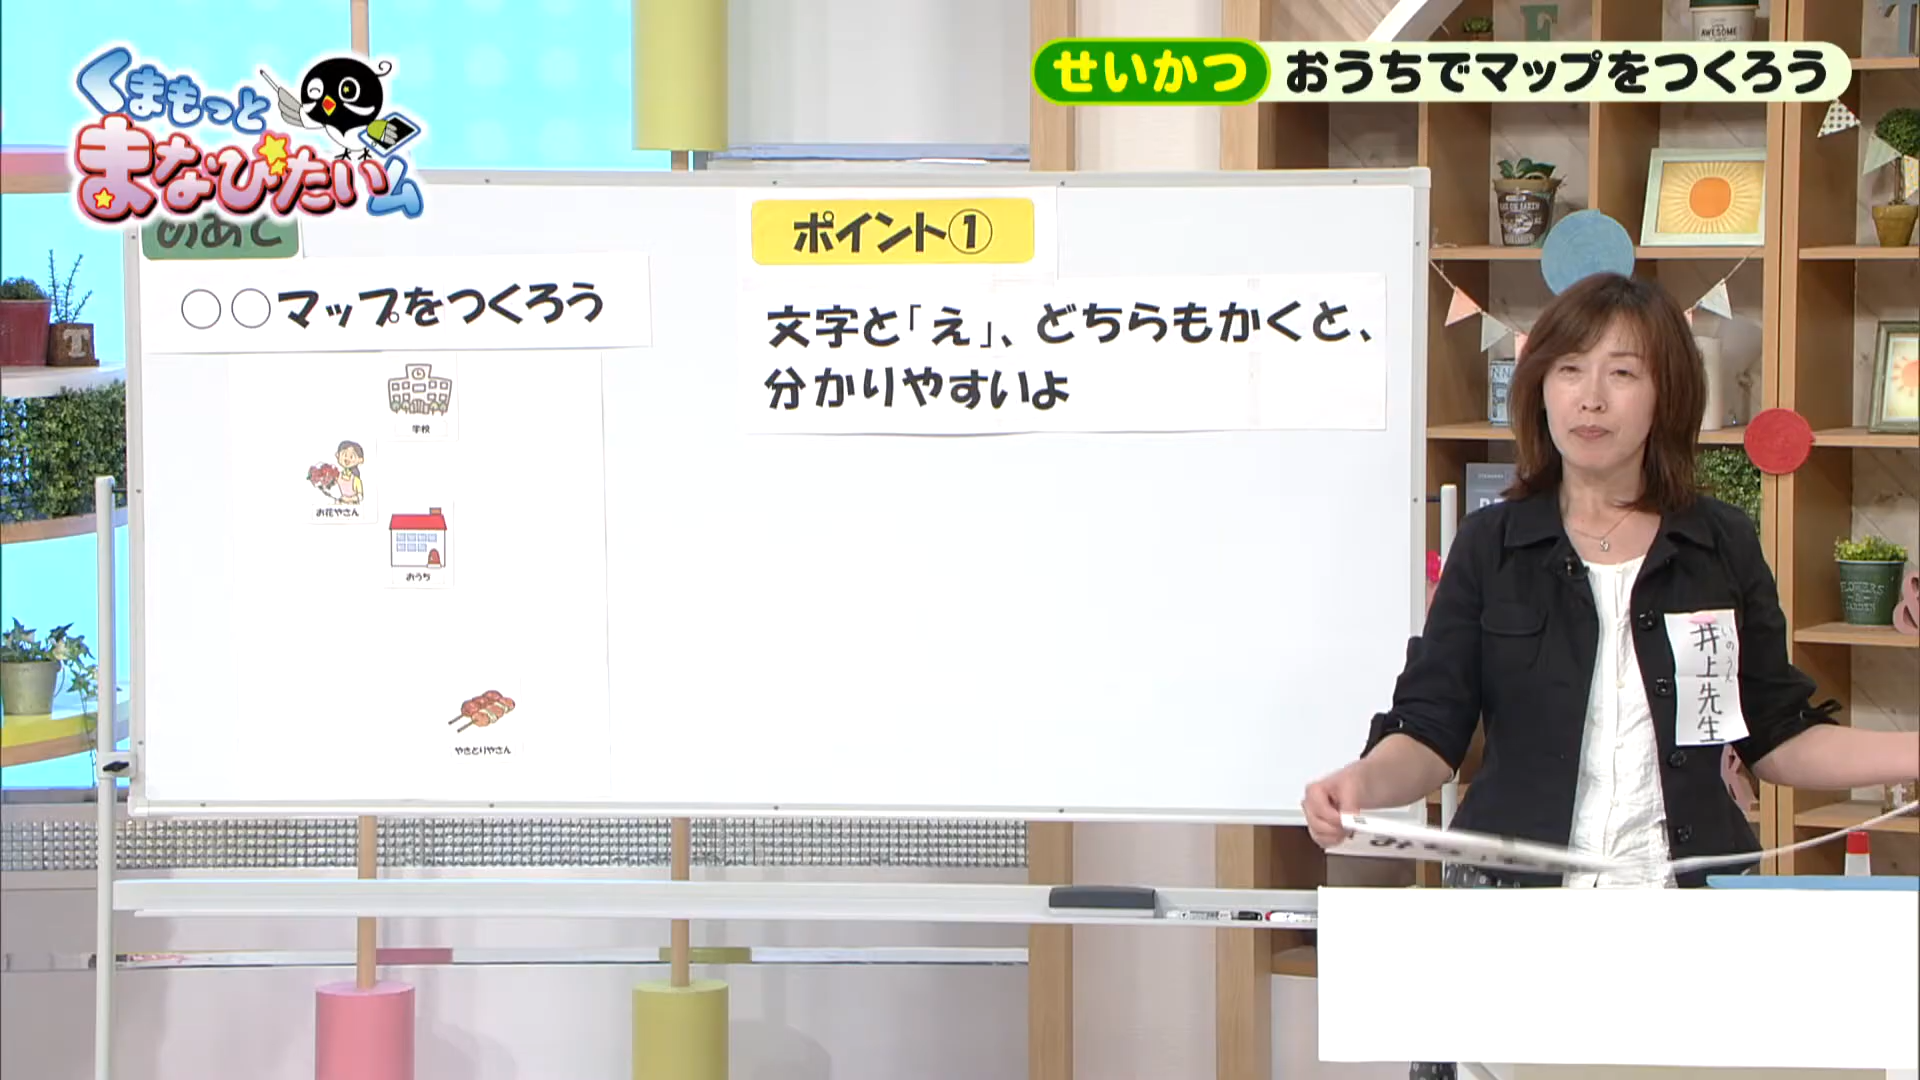 くまもっと
まなびたいム
せいかつ
おうちでマップをつくろう
めあて
○○マップをつくろう
学校
お花やさん
おうち
やきとりやさん
ポイント①
文字と「え」、どちらもかくと、
分かりやすいよ
いのうえ
井上先生
AWESOME
T